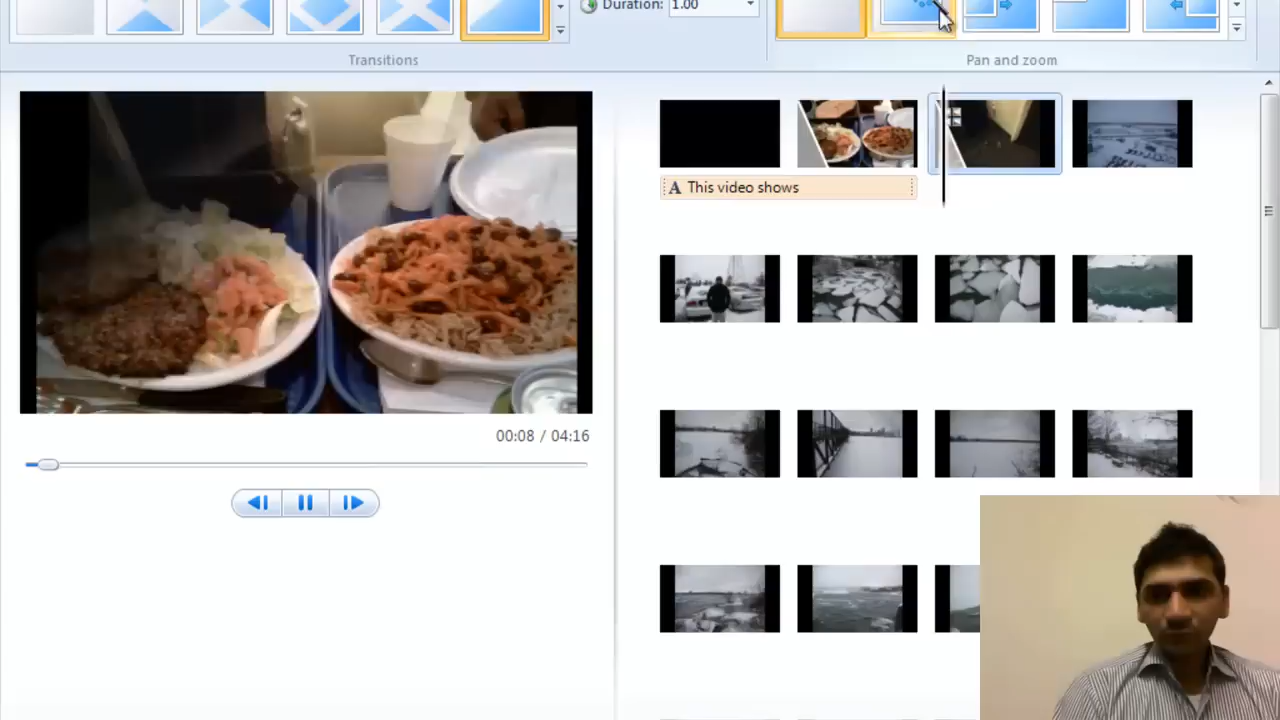 Duration: 1.00
Transitions
Pan and zoom
A This video shows
00:08 / 04:16